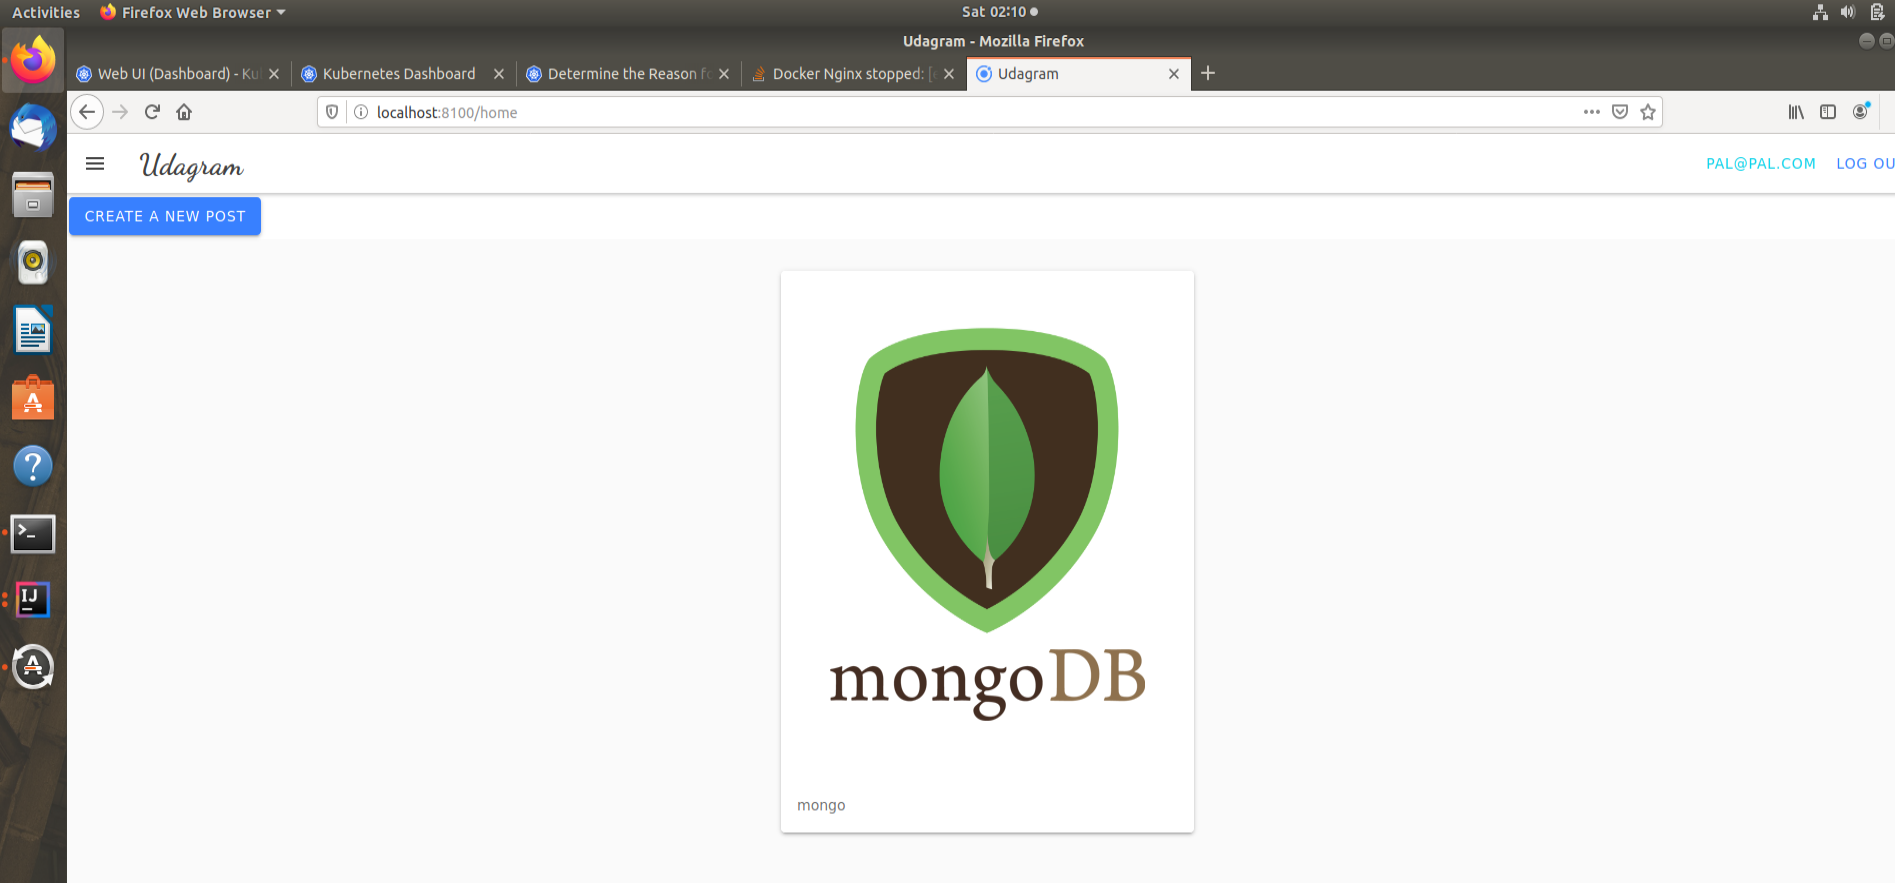 Activities Firefox Web Browser Sat 02:10
Udagram - Mozilla Firefox
Web UI (Dashboard) - Ku Kubernetes Dashboard Determine the Reason fo Docker Nginx stopped: [e Udagram
localhost:8100/home
Udagram PAL@PAL.COM LOG OU
CREATE A NEW POST
mongoDB
mongo